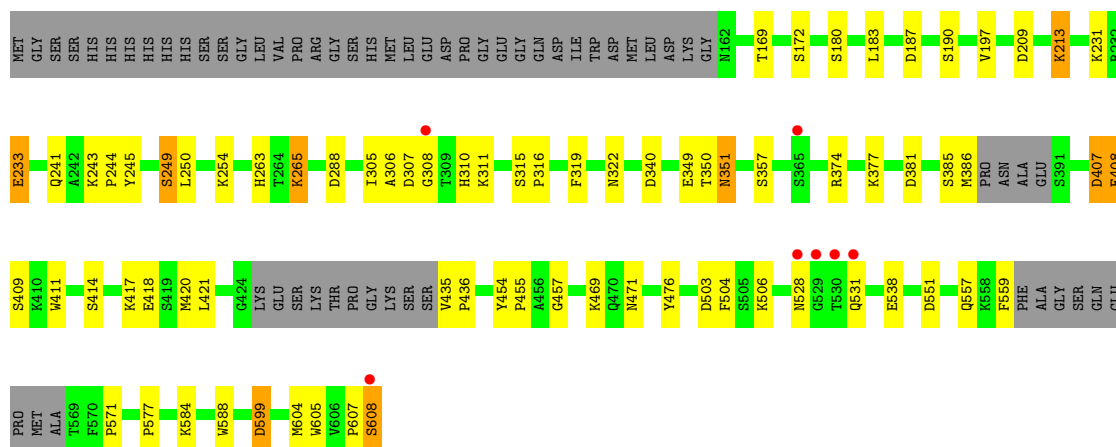 MET GLY SER SER HIS HIS HIS HIS HIS HIS SER SER GLY LEU VAL PRO ARG GLY SER HIS MET LEU GLU ASP PRO GLY GLU GLY GLN ASP ILE TRP ASP MET LEU ASP LYS GLY N162 T169 S172 S180 L183 D187 S190 V197 D209 K213 K231 R232
E233 Q241 A242 K243 P244 Y245 S249 L250 K254 H263 T264 K265 D288 I305 A306 D307 G308 T309 H310 K311 S315 P316 F319 N322 D340 E349 T350 N351 S357 S365 R374 K377 D381 S385 M386 PRO ASN ALA GLU S391 D407 E408
S409 K410 W411 S414 K417 E418 S419 M420 L421 G424 LYS GLU SER LYS THR PRO GLY LYS SER SER V435 P436 Y454 P455 A456 G457 K469 Q470 N471 Y476 D503 F504 S505 K506 N528 G529 T530 Q531 E538 D551 Q557 K558 F559 PHE ALA GLY SER GLN GLU
PRO MET ALA T569 F570 P571 P577 K584 W588 D599 M604 W605 V606 P607 S608